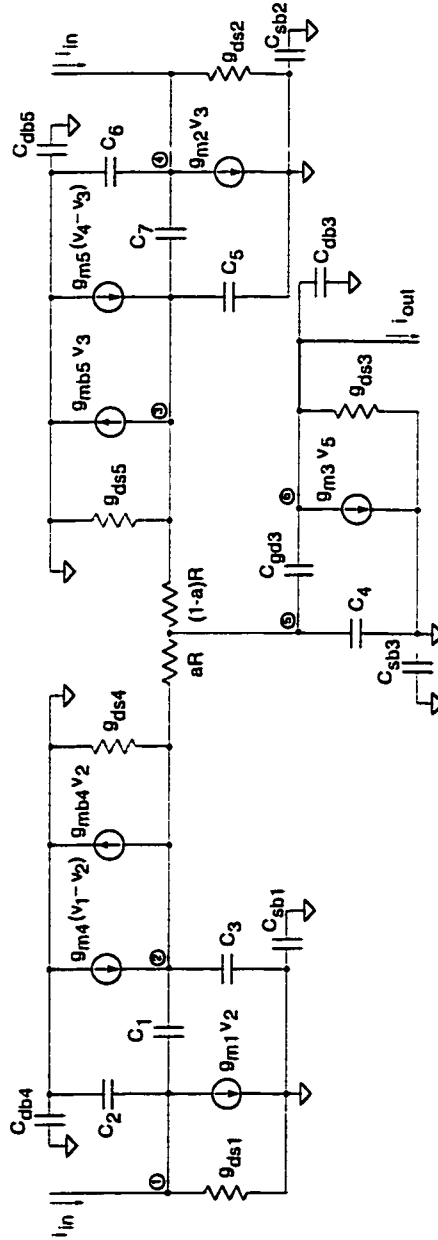 i_in
①
g_ds1
C_db4
C_2
g_m1 v_2
C_1
g_m4 (v_1 – v_2)
②
C_3
C_sb1
g_mb4 v_2
g_ds4
aR
(1-a)R
g_ds5
g_mb5 v_3
③
g_m5 (v_4 – v_3)
C_7
C_5
C_db5
C_6
④
g_m2 v_3
g_ds2
C_sb2
i_in
⑤
C_4
C_sb3
C_gd3
⑥
g_m3 v_5
g_ds3
C_db3
i_out